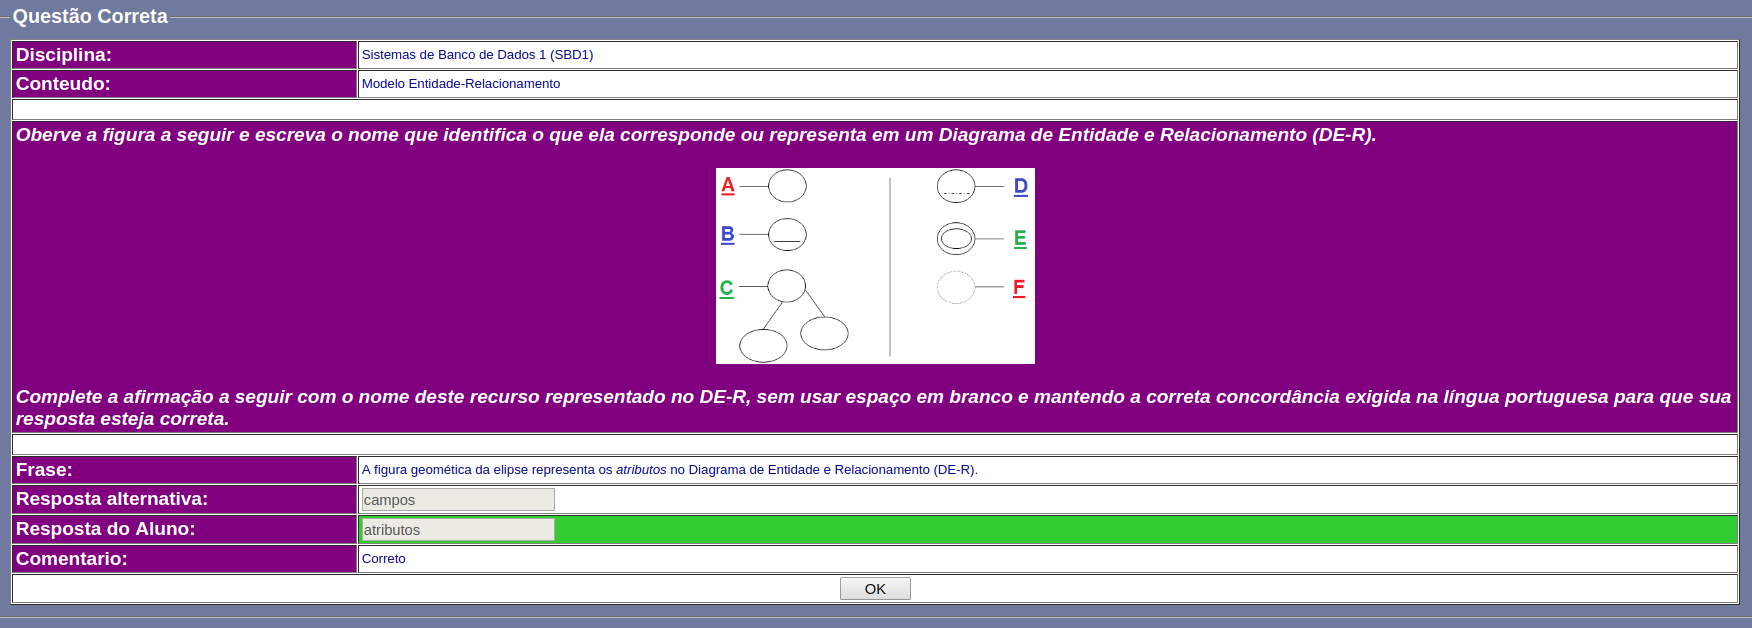 Questão Correta
Disciplina: Sistemas de Banco de Dados 1 (SBD1)
Conteudo: Modelo Entidade-Relacionamento
Oberve a figura a seguir e escreva o nome que identifica o que ela corresponde ou representa em um Diagrama de Entidade e Relacionamento (DE-R).
A D
B E
C F
Complete a afirmação a seguir com o nome deste recurso representado no DE-R, sem usar espaço em branco e mantendo a correta concordância exigida na língua portuguesa para que sua
resposta esteja correta.
Frase: A figura geomética da elipse representa os atributos no Diagrama de Entidade e Relacionamento (DE-R).
Resposta alternativa: campos
Resposta do Aluno: atributos
Comentario: Correto
OK